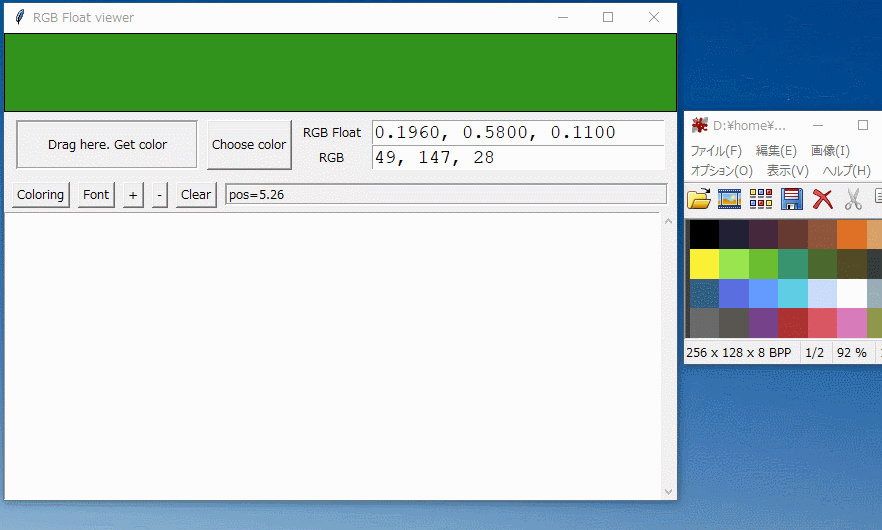 RGB Float viewer
Drag here. Get color
Choose color
RGB Float
0.1960, 0.5800, 0.1100
RGB
49, 147, 28
Coloring
Font
+
-
Clear
pos=5.26
D:¥home¥...
ファイル(F) 編集(E) 画像(I)
オプション(O) 表示(V) ヘルプ(H)
256 x 128 x 8 BPP 1/2 92 %